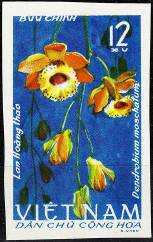 BƯU CHÍNH
12
XU
Lan Hoàng thảo
Dendrobium moschatum
VIỆT NAM
DÂN CHỦ CỘNG HÒA